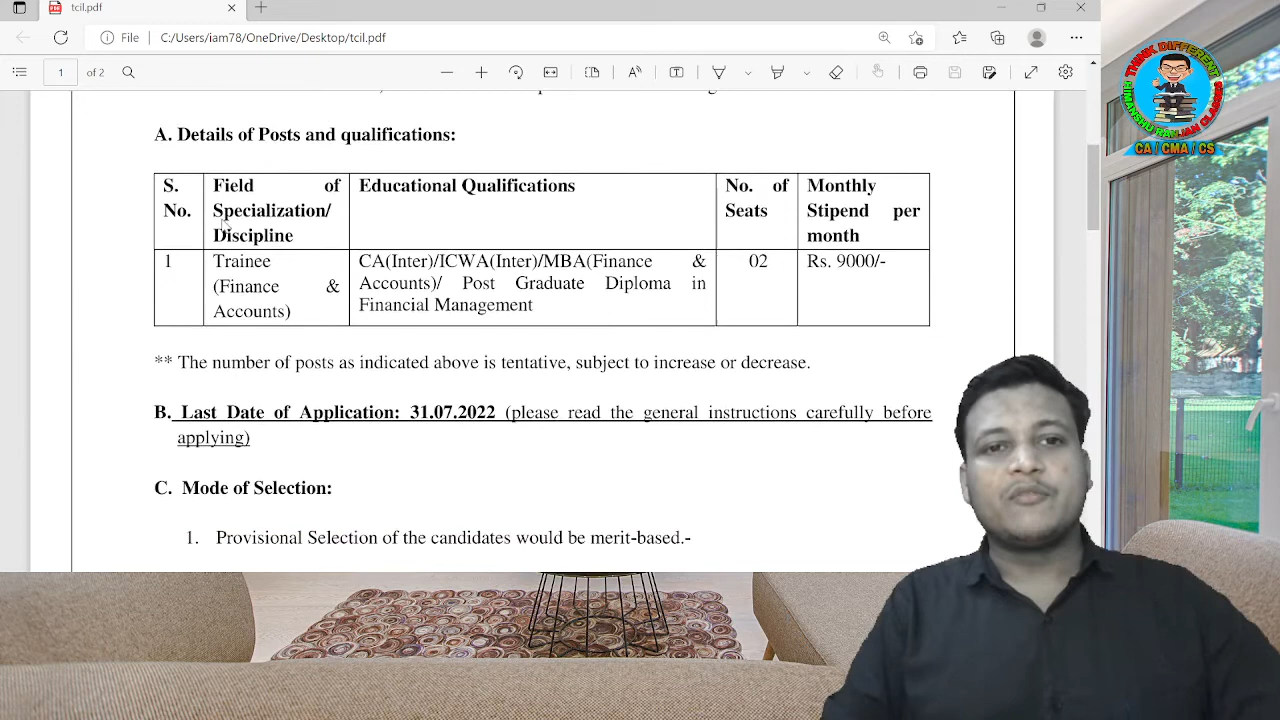 tcil.pdf
File C:/Users/iam78/OneDrive/Desktop/tcil.pdf
1 of 2
A. Details of Posts and qualifications:
S. No. Field of Specialization/ Discipline Educational Qualifications No. of Seats Monthly Stipend per month
1 Trainee (Finance & Accounts) CA(Inter)/ICWA(Inter)/MBA(Finance & Accounts)/ Post Graduate Diploma in Financial Management 02 Rs. 9000/-
** The number of posts as indicated above is tentative, subject to increase or decrease.
B. Last Date of Application: 31.07.2022 (please read the general instructions carefully before
applying)
C. Mode of Selection:
1. Provisional Selection of the candidates would be merit-based.-
THINK DIFFERENT
HIMANSHU RANJAN CLASSES
CA / CMA / CS